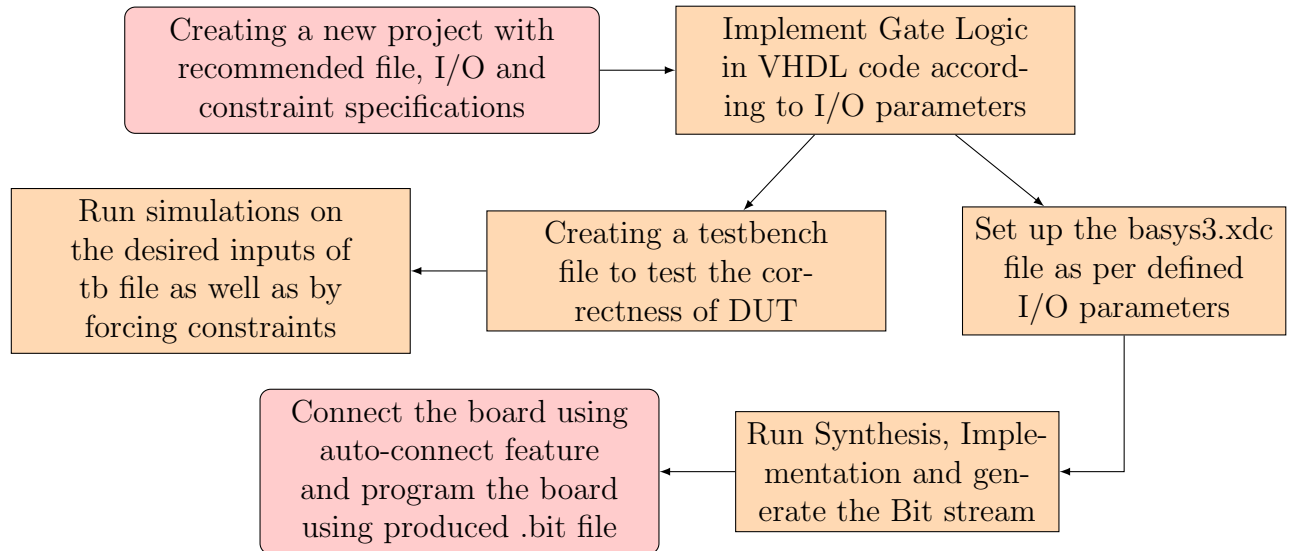 Creating a new project with
recommended file, I/O and
constraint specifications
Implement Gate Logic
in VHDL code accord-
ing to I/O parameters
Run simulations on
the desired inputs of
tb file as well as by
forcing constraints
Creating a testbench
file to test the cor-
rectness of DUT
Set up the basys3.xdc
file as per defined
I/O parameters
Connect the board using
auto-connect feature
and program the board
using produced .bit file
Run Synthesis, Imple-
mentation and gen-
erate the Bit stream